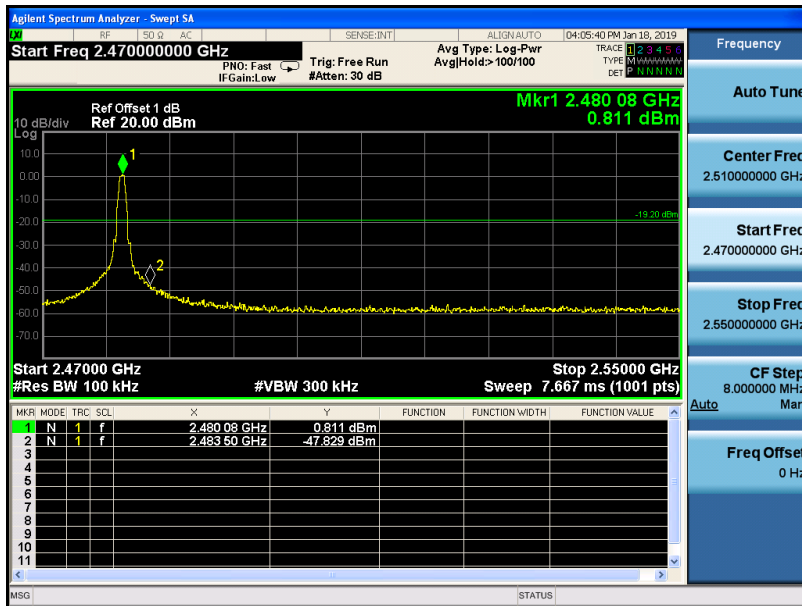 Agilent Spectrum Analyzer - Swept SA
LXI RF 50 Ω AC SENSE:INT ALIGN AUTO 04:05:40 PM Jan 18, 2019
Start Freq 2.470000000 GHz
PNO: Fast
IFGain:Low
Trig: Free Run
#Atten: 30 dB
Avg Type: Log-Pwr
Avg|Hold:>100/100
TRACE 1 2 3 4 5 6
TYPE M WWWWW
DET P N N N N N
Ref Offset 1 dB
Ref 20.00 dBm
10 dB/div
Log
Mkr1 2.480 08 GHz
0.811 dBm
10.0
0.00
-10.0
-20.0
-30.0
-40.0
-50.0
-60.0
-70.0
1
2
-19.20 dBm
Start 2.47000 GHz
Stop 2.55000 GHz
#Res BW 100 kHz
#VBW 300 kHz
Sweep 7.667 ms (1001 pts)
MKR MODE TRC SCL X Y FUNCTION FUNCTION WIDTH FUNCTION VALUE
1 N 1 f 2.480 08 GHz 0.811 dBm
2 N 1 f 2.483 50 GHz -47.829 dBm
3
4
5
6
7
8
9
10
11
MSG
STATUS
Frequency
Auto Tune
Center Freq
2.510000000 GHz
Start Freq
2.470000000 GHz
Stop Freq
2.550000000 GHz
CF Step
8.000000 MHz
Auto Man
Freq Offset
0 Hz